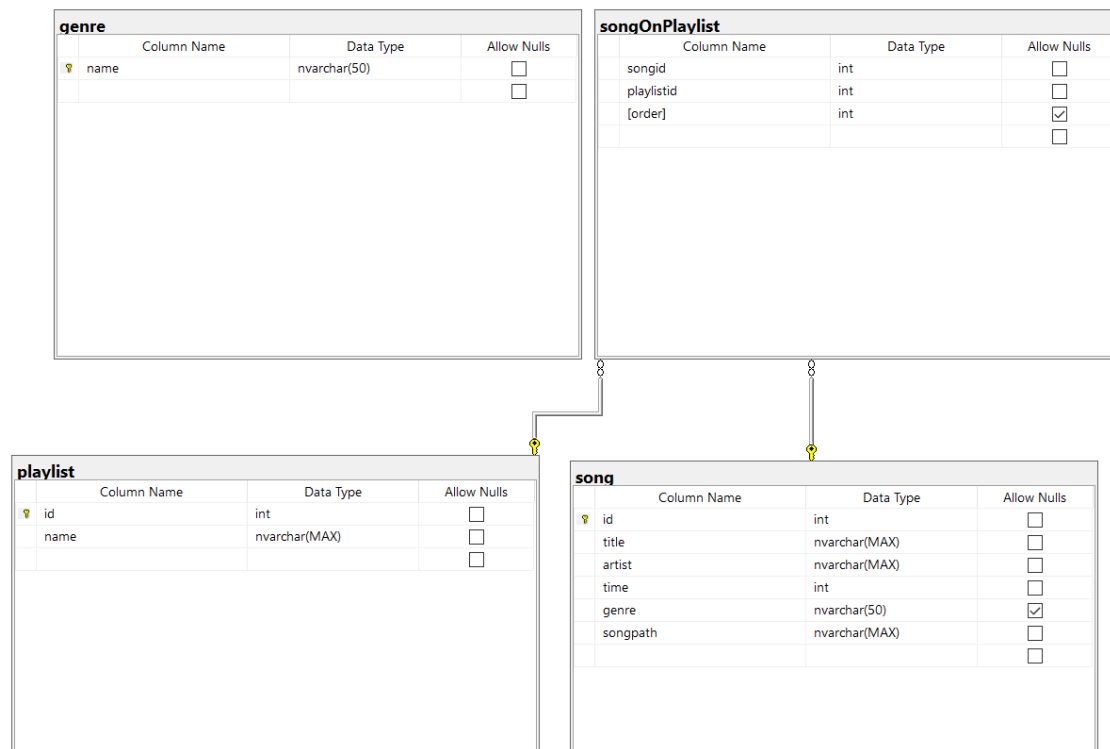 genre
Column Name Data Type Allow Nulls
name nvarchar(50)
songOnPlaylist
Column Name Data Type Allow Nulls
songid int
playlistid int
[order] int
playlist
Column Name Data Type Allow Nulls
id int
name nvarchar(MAX)
song
Column Name Data Type Allow Nulls
id int
title nvarchar(MAX)
artist nvarchar(MAX)
time int
genre nvarchar(50)
songpath nvarchar(MAX)